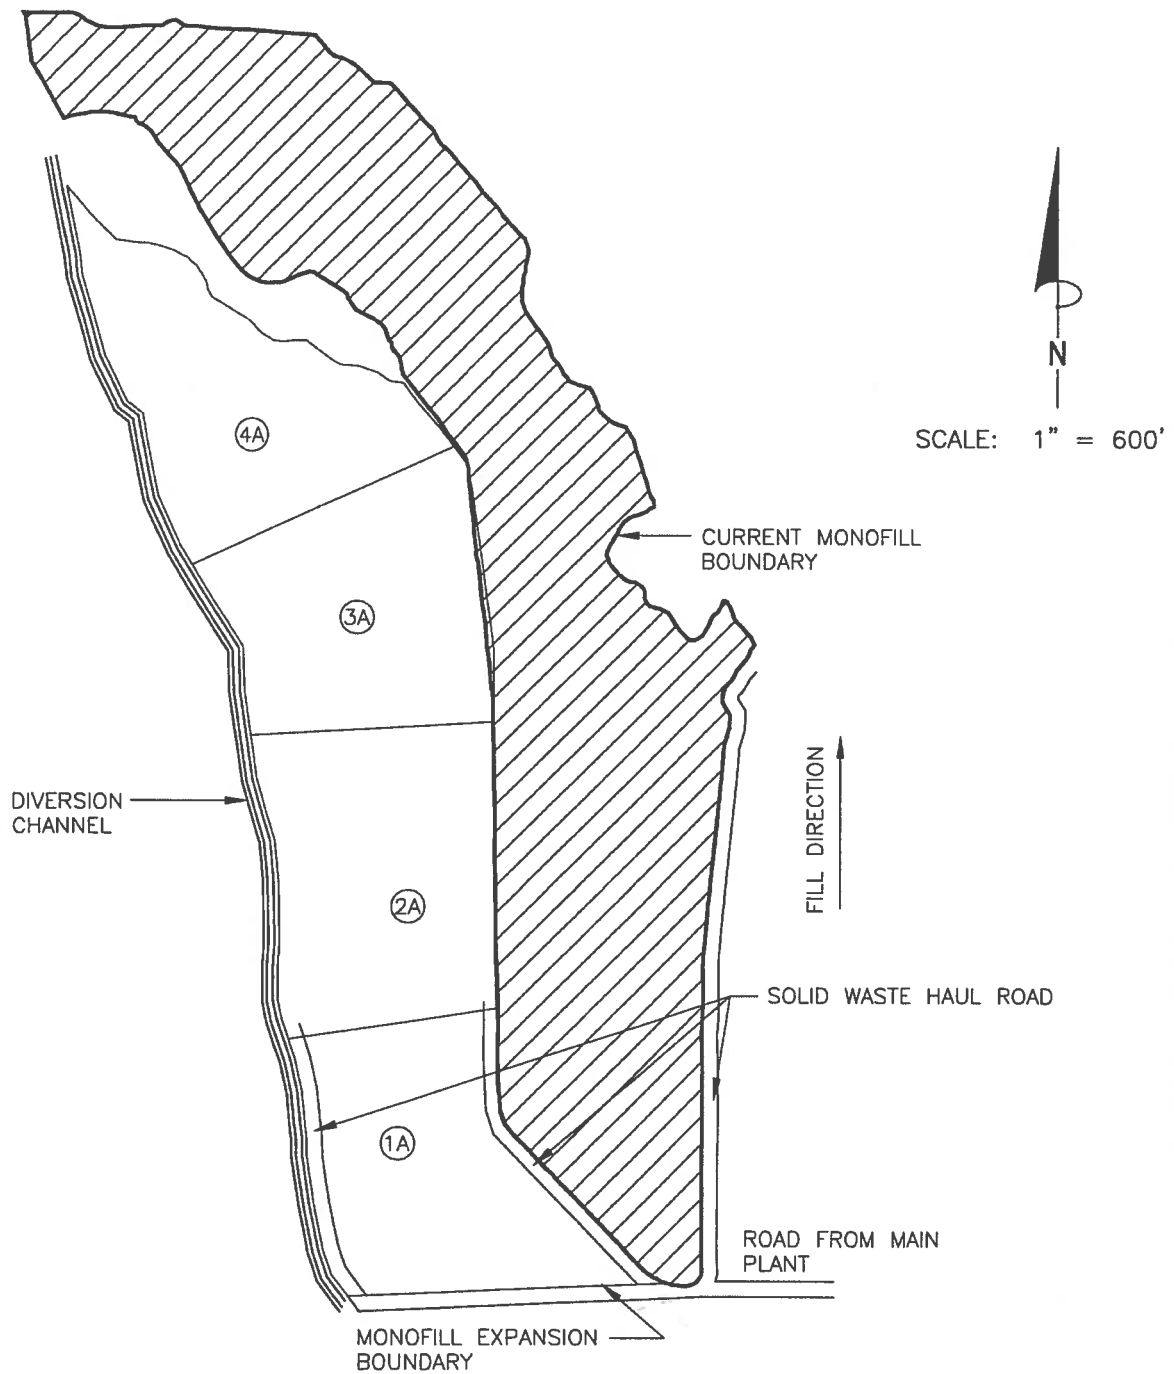 N
SCALE: 1" = 600'
4A
CURRENT MONOFILL
BOUNDARY
3A
FILL DIRECTION
DIVERSION
CHANNEL
2A
SOLID WASTE HAUL ROAD
1A
ROAD FROM MAIN
PLANT
MONOFILL EXPANSION
BOUNDARY